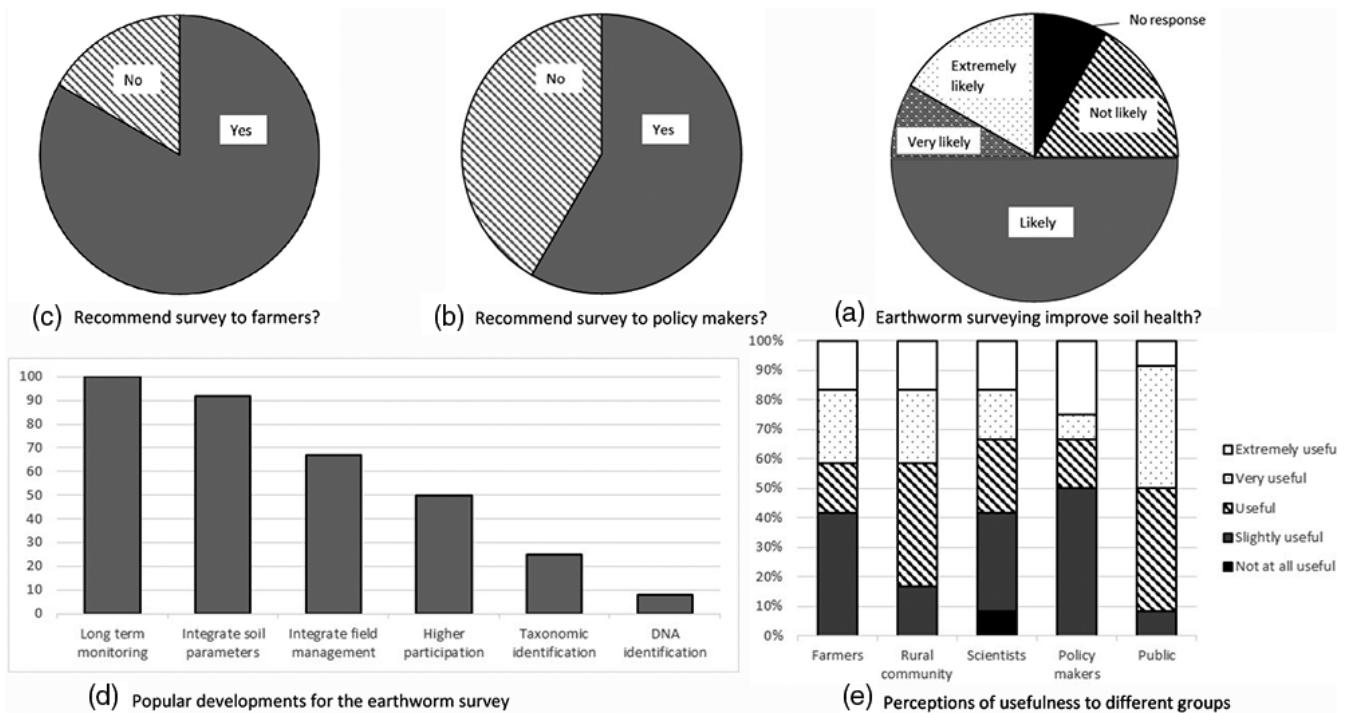 No response
No
Yes
No
Yes
Extremely
likely
Not likely
Very likely
Likely
(c) Recommend survey to farmers?
(b) Recommend survey to policy makers?
(a) Earthworm surveying improve soil health?
100
90
80
70
60
50
40
30
20
10
0
Long term
monitoring
Integrate soil
parameters
Integrate field
management
Higher
participation
Taxonomic
identification
DNA
identification
(d) Popular developments for the earthworm survey
100%
90%
80%
70%
60%
50%
40%
30%
20%
10%
0%
Farmers
Rural
community
Scientists
Policy
makers
Public
Extremely usefu
Very useful
Useful
Slightly useful
Not at all useful
(e) Perceptions of usefulness to different groups